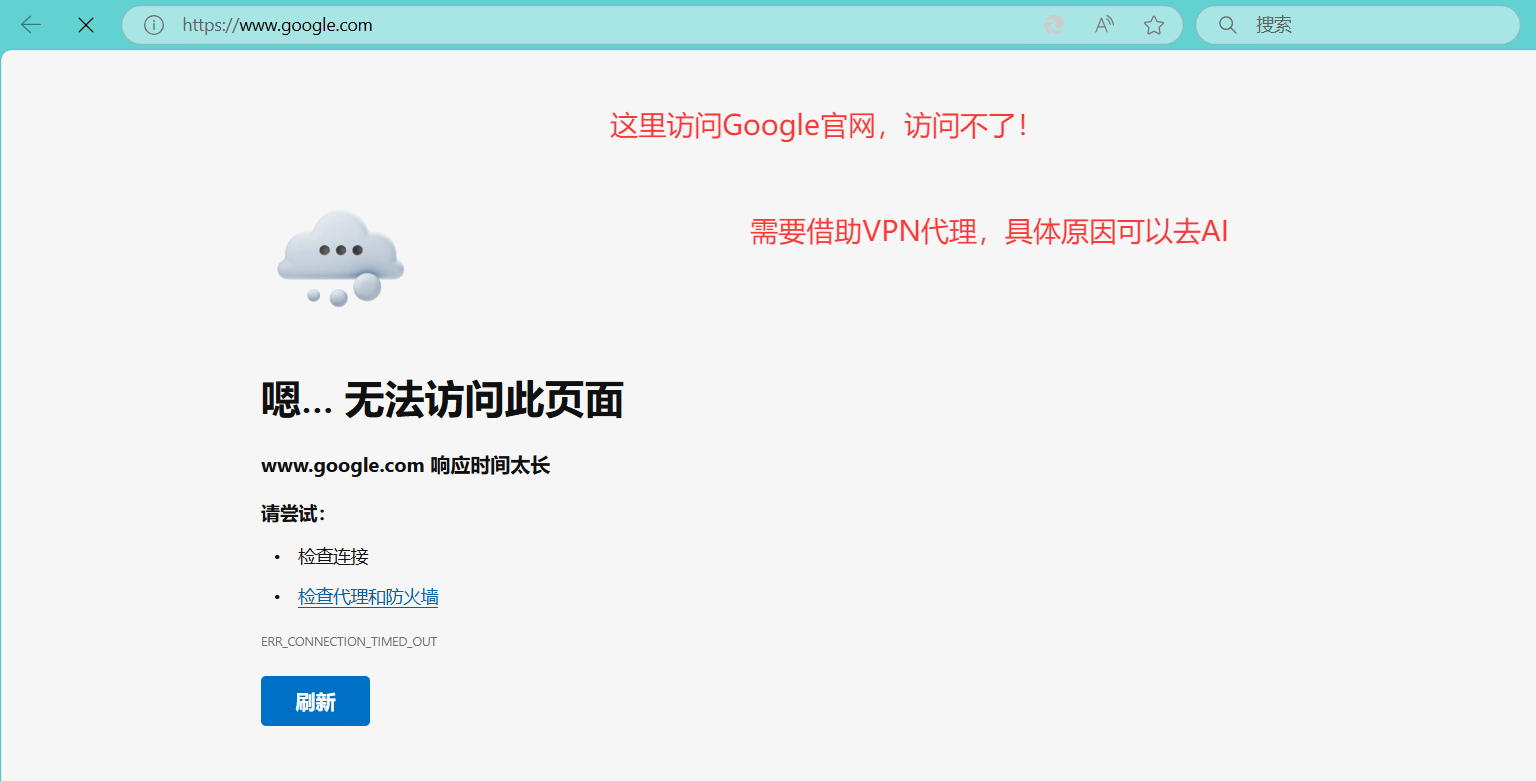 https://www.google.com
搜索
这里访问Google官网，访问不了！
需要借助VPN代理，具体原因可以去AI
嗯… 无法访问此页面
www.google.com 响应时间太长
请尝试：
• 检查连接
• 检查代理和防火墙
ERR_CONNECTION_TIMED_OUT
刷新